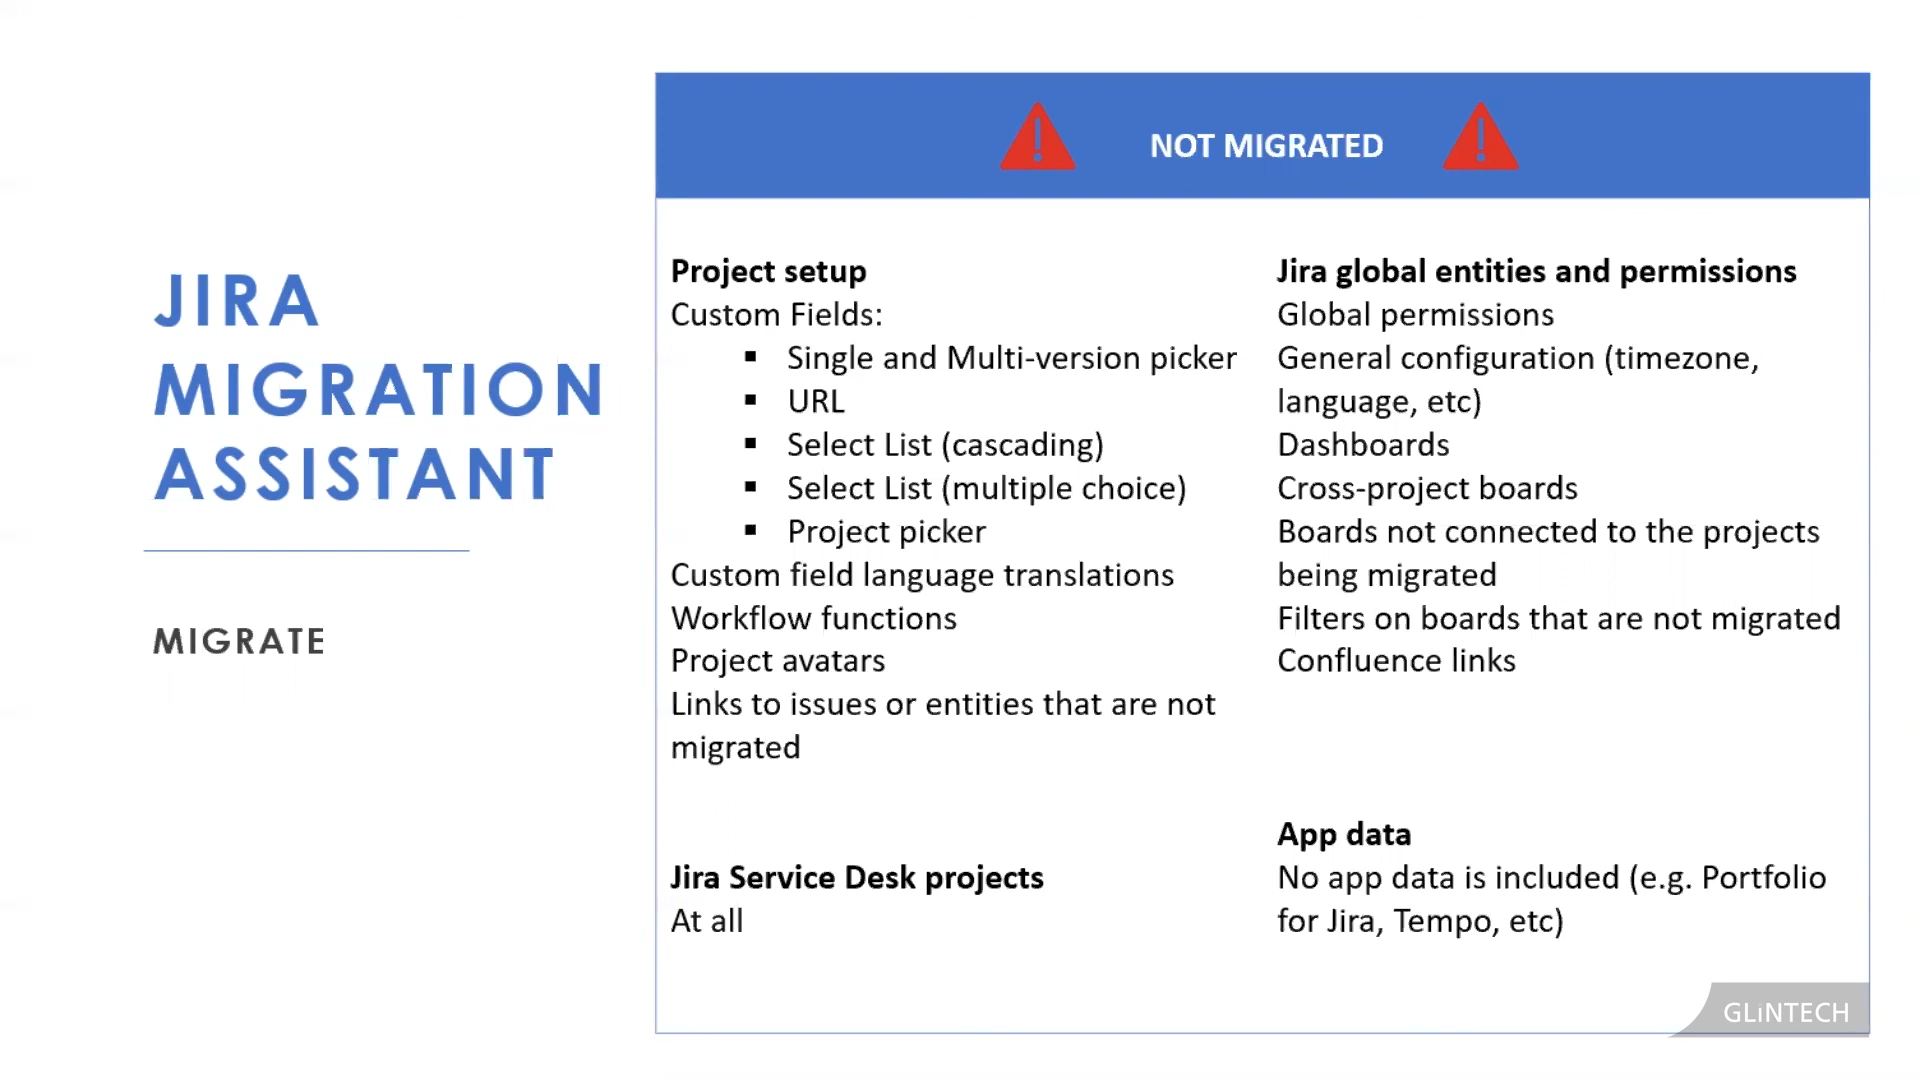 JIRA
MIGRATION
ASSISTANT
MIGRATE
NOT MIGRATED
Project setup
Custom Fields:
▪ Single and Multi-version picker
▪ URL
▪ Select List (cascading)
▪ Select List (multiple choice)
▪ Project picker
Custom field language translations
Workflow functions
Project avatars
Links to issues or entities that are not
migrated
Jira Service Desk projects
At all
Jira global entities and permissions
Global permissions
General configuration (timezone,
language, etc)
Dashboards
Cross-project boards
Boards not connected to the projects
being migrated
Filters on boards that are not migrated
Confluence links
App data
No app data is included (e.g. Portfolio
for Jira, Tempo, etc)
GLiNTECH